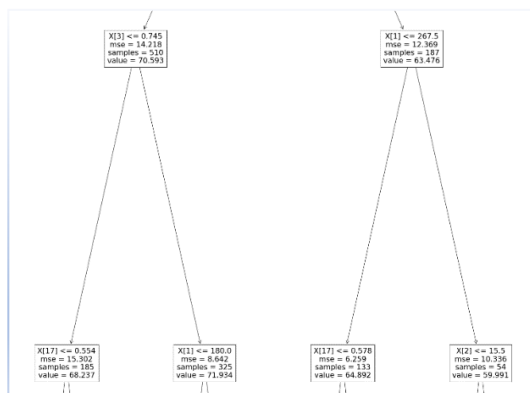 X[3] <= 0.745
mse = 14.218
samples = 510
value = 70.593
X[1] <= 267.5
mse = 12.369
samples = 187
value = 63.476
X[17] <= 0.554
mse = 15.302
samples = 185
value = 68.237
X[1] <= 180.0
mse = 8.642
samples = 325
value = 71.934
X[17] <= 0.578
mse = 6.259
samples = 133
value = 64.892
X[2] <= 15.5
mse = 10.336
samples = 54
value = 59.991